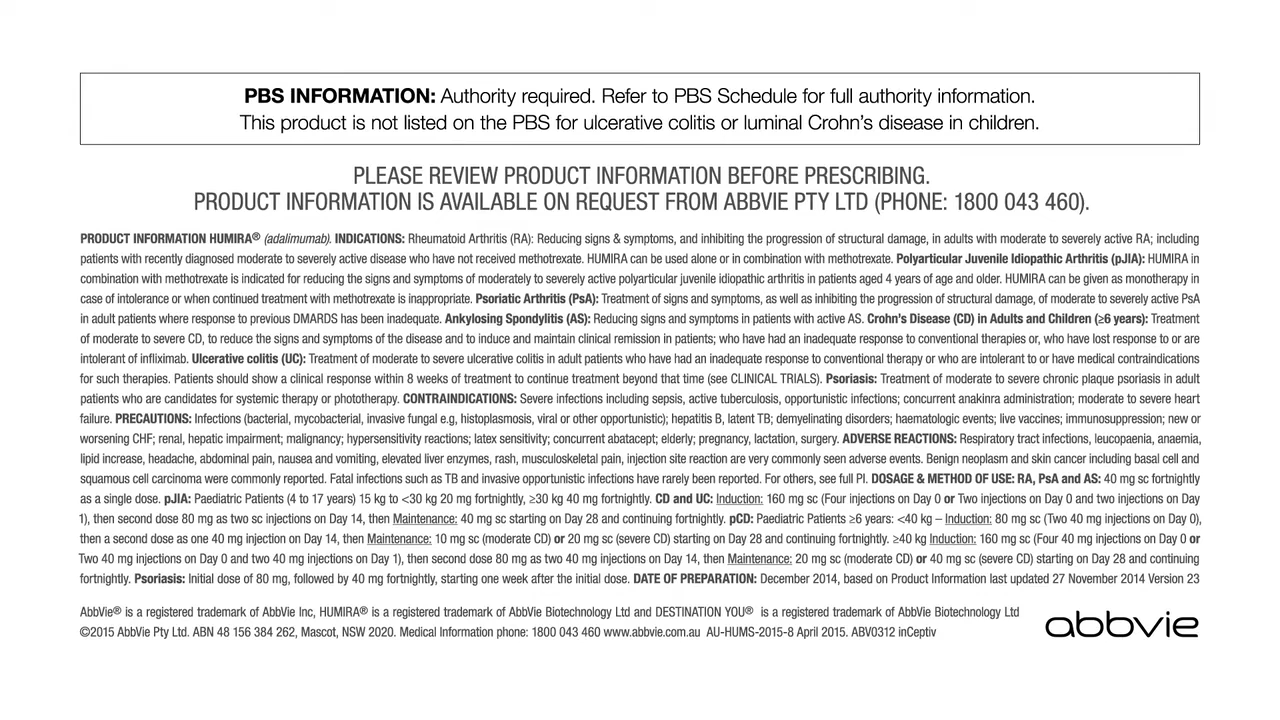 PBS INFORMATION: Authority required. Refer to PBS Schedule for full authority information.
This product is not listed on the PBS for ulcerative colitis or luminal Crohn's disease in children.
PLEASE REVIEW PRODUCT INFORMATION BEFORE PRESCRIBING.
PRODUCT INFORMATION IS AVAILABLE ON REQUEST FROM ABBVIE PTY LTD (PHONE: 1800 043 460).
PRODUCT INFORMATION HUMIRA® (adalimumab). INDICATIONS: Rheumatoid Arthritis (RA): Reducing signs & symptoms, and inhibiting the progression of structural damage, in adults with moderate to severely active RA; including
patients with recently diagnosed moderate to severely active disease who have not received methotrexate. HUMIRA can be used alone or in combination with methotrexate. Polyarticular Juvenile Idiopathic Arthritis (pJIA): HUMIRA in
combination with methotrexate is indicated for reducing the signs and symptoms of moderately to severely active polyarticular juvenile idiopathic arthritis in patients aged 4 years of age and older. HUMIRA can be given as monotherapy in
case of intolerance or when continued treatment with methotrexate is inappropriate. Psoriatic Arthritis (PsA): Treatment of signs and symptoms, as well as inhibiting the progression of structural damage, of moderate to severely active PsA
in adult patients where response to previous DMARDS has been inadequate. Ankylosing Spondylitis (AS): Reducing signs and symptoms in patients with active AS. Crohn's Disease (CD) in Adults and Children (≥6 years): Treatment
of moderate to severe CD, to reduce the signs and symptoms of the disease and to induce and maintain clinical remission in patients; who have had an inadequate response to conventional therapies or, who have lost response to or are
intolerant of infliximab. Ulcerative colitis (UC): Treatment of moderate to severe ulcerative colitis in adult patients who have had an inadequate response to conventional therapy or who are intolerant to or have medical contraindications
for such therapies. Patients should show a clinical response within 8 weeks of treatment to continue treatment beyond that time (see CLINICAL TRIALS). Psoriasis: Treatment of moderate to severe chronic plaque psoriasis in adult
patients who are candidates for systemic therapy or phototherapy. CONTRAINDICATIONS: Severe infections including sepsis, active tuberculosis, opportunistic infections; concurrent anakinra administration; moderate to severe heart
failure. PRECAUTIONS: Infections (bacterial, mycobacterial, invasive fungal e.g, histoplasmosis, viral or other opportunistic); hepatitis B, latent TB; demyelinating disorders; haematologic events; live vaccines; immunosuppression; new or
worsening CHF; renal, hepatic impairment; malignancy; hypersensitivity reactions; latex sensitivity; concurrent abatacept; elderly; pregnancy, lactation, surgery. ADVERSE REACTIONS: Respiratory tract infections, leucopaenia, anaemia,
lipid increase, headache, abdominal pain, nausea and vomiting, elevated liver enzymes, rash, musculoskeletal pain, injection site reaction are very commonly seen adverse events. Benign neoplasm and skin cancer including basal cell and
squamous cell carcinoma were commonly reported. Fatal infections such as TB and invasive opportunistic infections have rarely been reported. For others, see full PI. DOSAGE & METHOD OF USE: RA, PsA and AS: 40 mg sc fortnightly
as a single dose. pJIA: Paediatric Patients (4 to 17 years) 15 kg to <30 kg 20 mg fortnightly, ≥30 kg 40 mg fortnightly. CD and UC: Induction: 160 mg sc (Four injections on Day 0 or Two injections on Day 0 and two injections on Day
1), then second dose 80 mg as two sc injections on Day 14, then Maintenance: 40 mg sc starting on Day 28 and continuing fortnightly. pCD: Paediatric Patients ≥6 years: <40 kg – Induction: 80 mg sc (Two 40 mg injections on Day 0),
then a second dose as one 40 mg injection on Day 14, then Maintenance: 10 mg sc (moderate CD) or 20 mg sc (severe CD) starting on Day 28 and continuing fortnightly. ≥40 kg Induction: 160 mg sc (Four 40 mg injections on Day 0 or
Two 40 mg injections on Day 0 and two 40 mg injections on Day 1), then second dose 80 mg as two 40 mg injections on Day 14, then Maintenance: 20 mg sc (moderate CD) or 40 mg sc (severe CD) starting on Day 28 and continuing
fortnightly. Psoriasis: Initial dose of 80 mg, followed by 40 mg fortnightly, starting one week after the initial dose. DATE OF PREPARATION: December 2014, based on Product Information last updated 27 November 2014 Version 23
AbbVie® is a registered trademark of AbbVie Inc, HUMIRA® is a registered trademark of AbbVie Biotechnology Ltd and DESTINATION YOU® is a registered trademark of AbbVie Biotechnology Ltd
©2015 AbbVie Pty Ltd. ABN 48 156 384 262, Mascot, NSW 2020. Medical Information phone: 1800 043 460 www.abbvie.com.au AU-HUMS-2015-8 April 2015. ABV0312 inCeptiv
abbvie